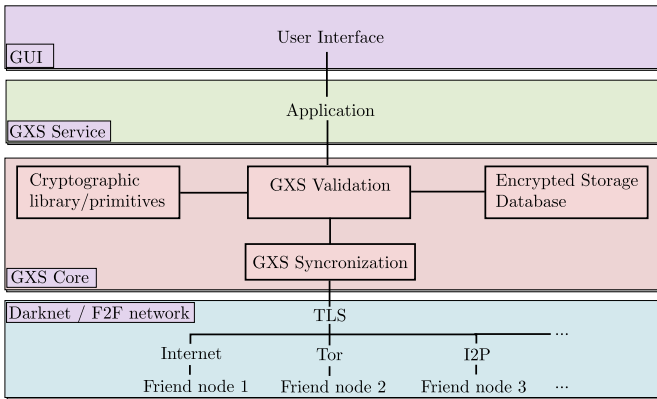 User Interface
GUI
Application
GXS Service
Cryptographic
library/primitives
GXS Validation
Encrypted Storage
Database
GXS Syncronization
GXS Core
Darknet / F2F network
TLS
...
Internet
Tor
I2P
Friend node 1
Friend node 2
Friend node 3
...